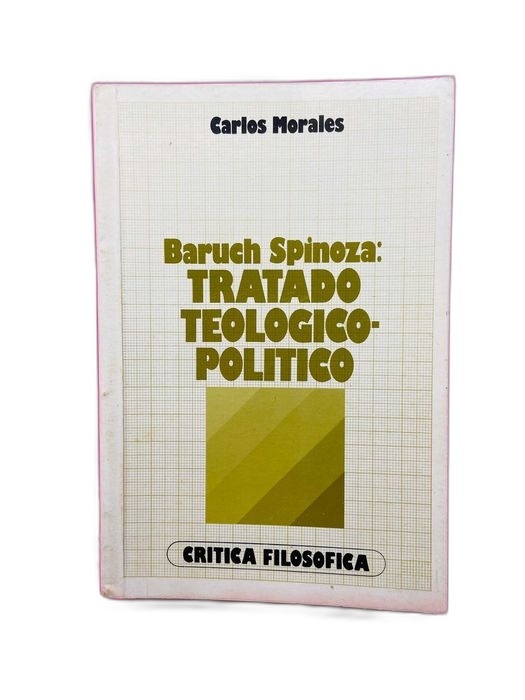 Carlos Morales
Baruch Spinoza:
TRATADO
TEOLOGICO-
POLITICO
CRITICA FILOSOFICA